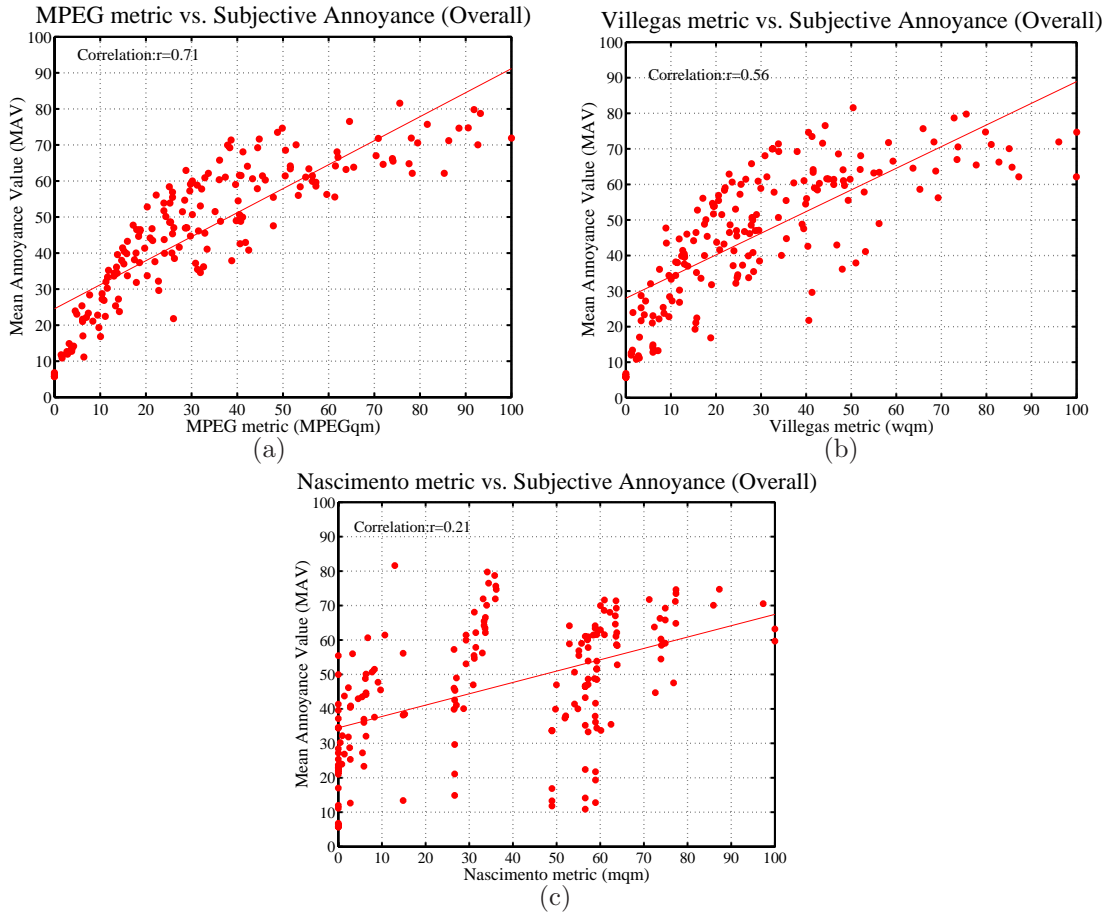 MPEG metric vs. Subjective Annoyance (Overall)
Correlation:r=0.71
Mean Annoyance Value (MAV)
100
90
80
70
60
50
40
30
20
10
0
0 10 20 30 40 50 60 70 80 90 100
MPEG metric (MPEGqm)
(a)
Villegas metric vs. Subjective Annoyance (Overall)
Correlation:r=0.56
Mean Annoyance Value (MAV)
100
90
80
70
60
50
40
30
20
10
0
0 10 20 30 40 50 60 70 80 90 100
Villegas metric (wqm)
(b)
Nascimento metric vs. Subjective Annoyance (Overall)
Correlation:r=0.21
Mean Annoyance Value (MAV)
100
90
80
70
60
50
40
30
20
10
0
0 10 20 30 40 50 60 70 80 90 100
Nascimento metric (mqm)
(c)